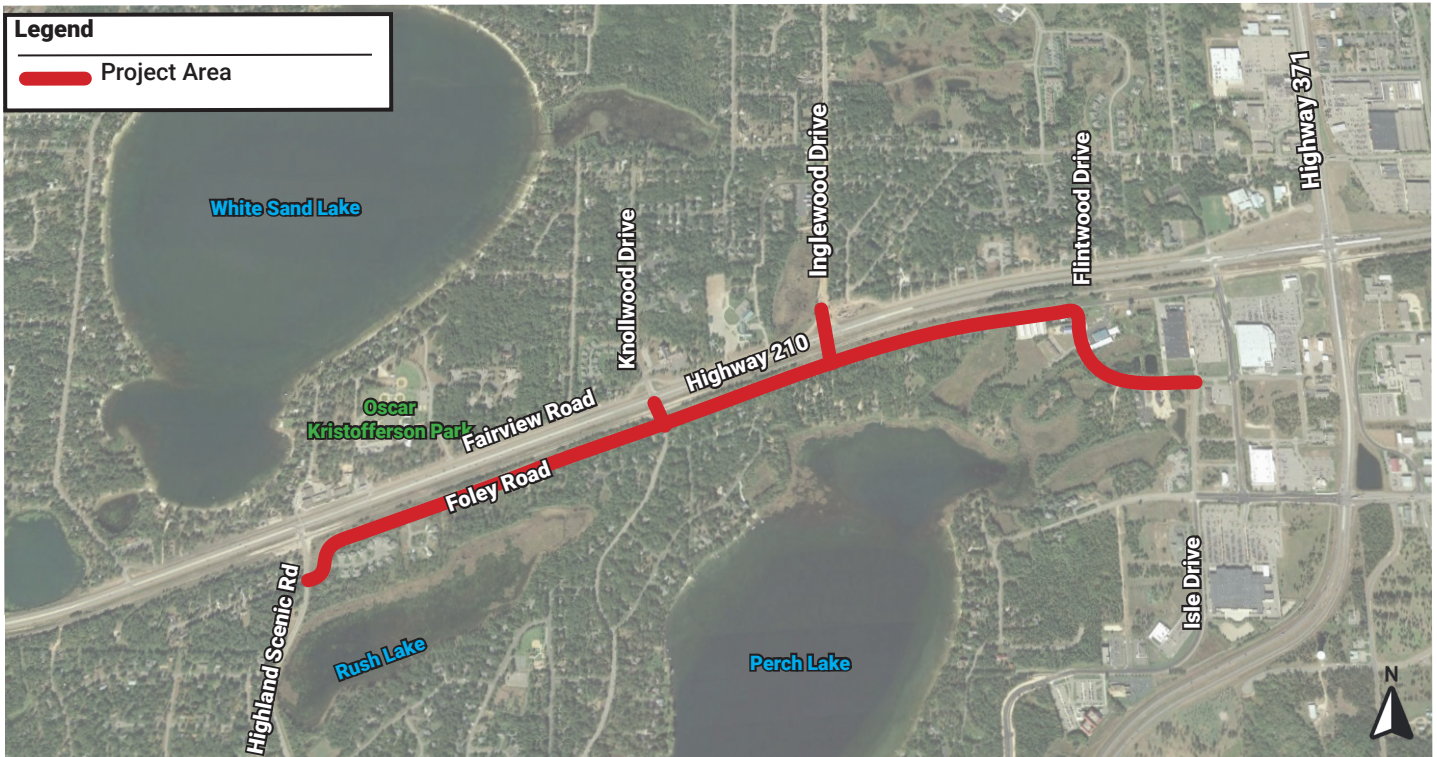 Legend
Project Area
Highway 371
Inglewood Drive
Flintwood Drive
White Sand Lake
Knollwood Drive
Highway 210
Oscar
Kristofferson Park
Fairview Road
Foley Road
Isle Drive
Highland Scenic Rd
Rush Lake
Perch Lake
N